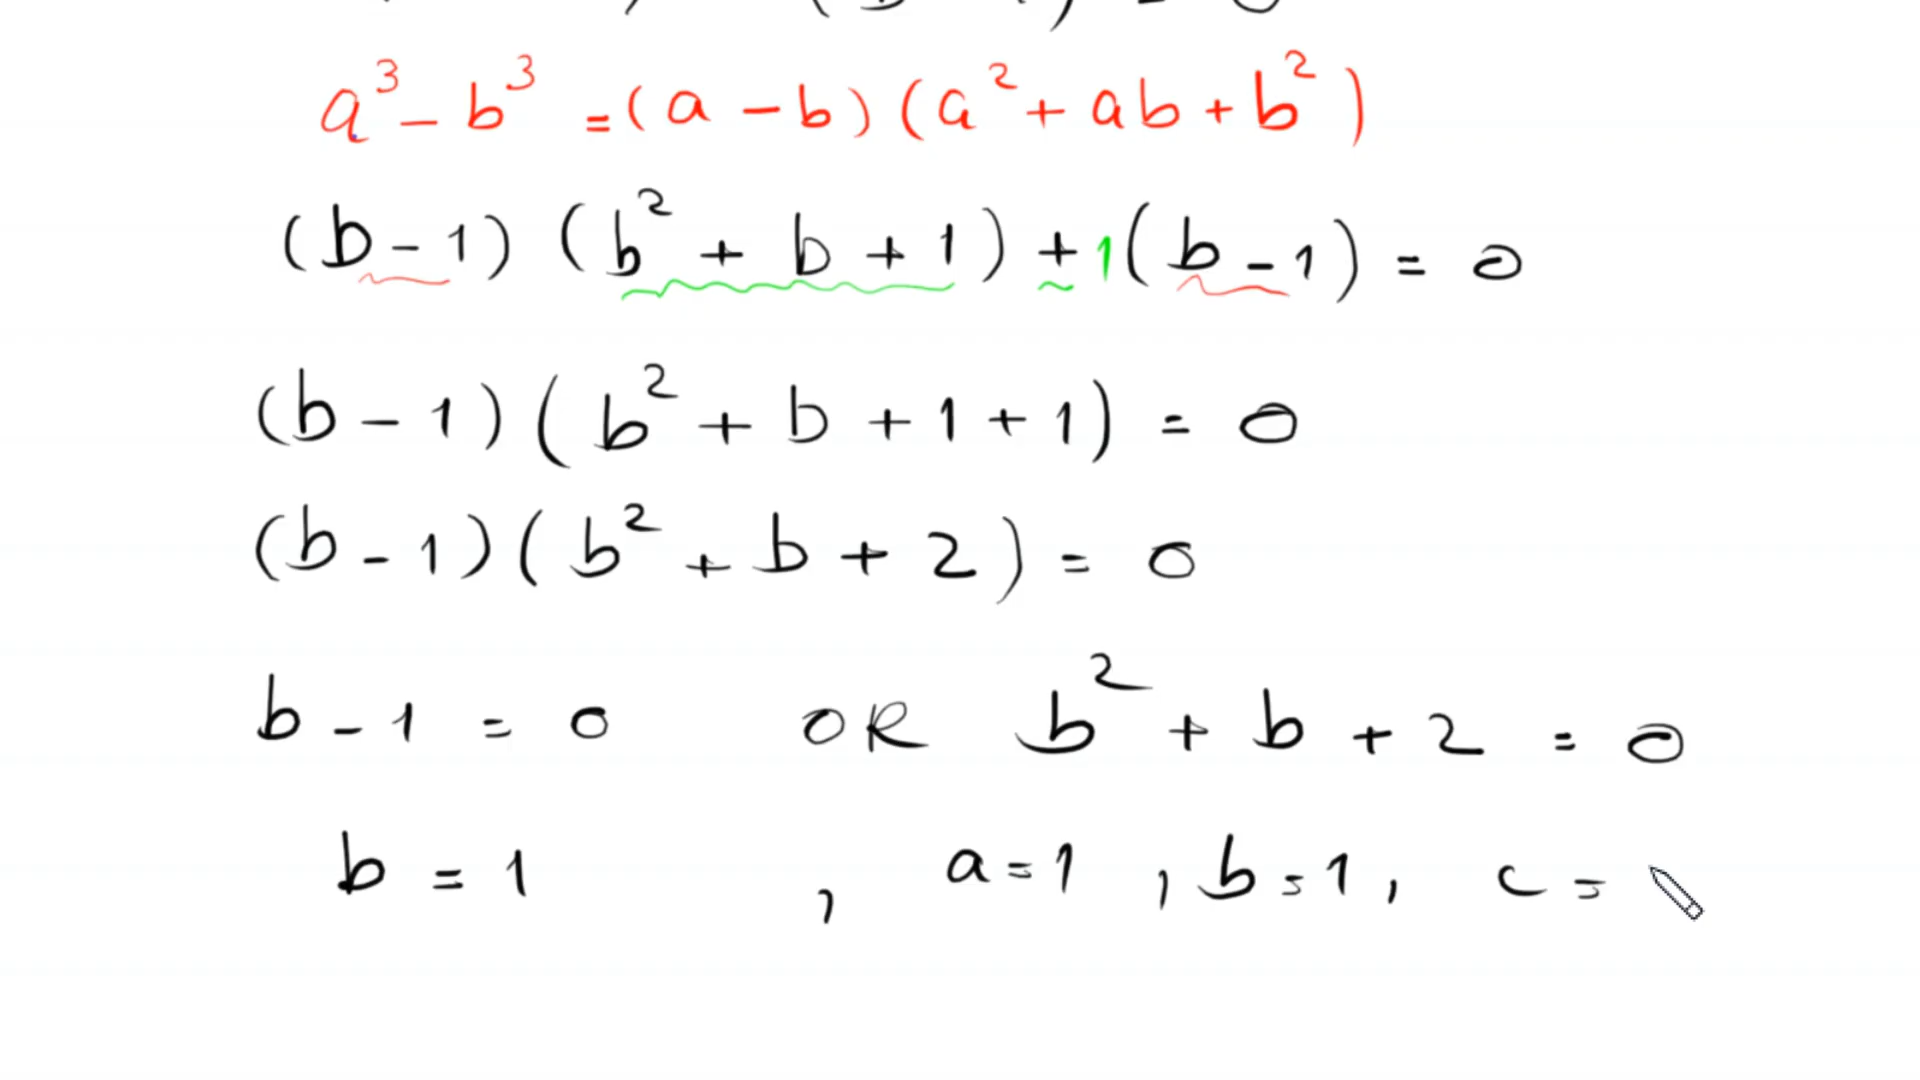 a³ - b³ = (a - b) (a² + ab + b²)
(b - 1) (b² + b + 1) + 1(b - 1) = 0
(b - 1) (b² + b + 1 + 1) = 0
(b - 1) (b² + b + 2) = 0
b - 1 = 0 OR b² + b + 2 = 0
b = 1 , a = 1 , b = 1 , c =